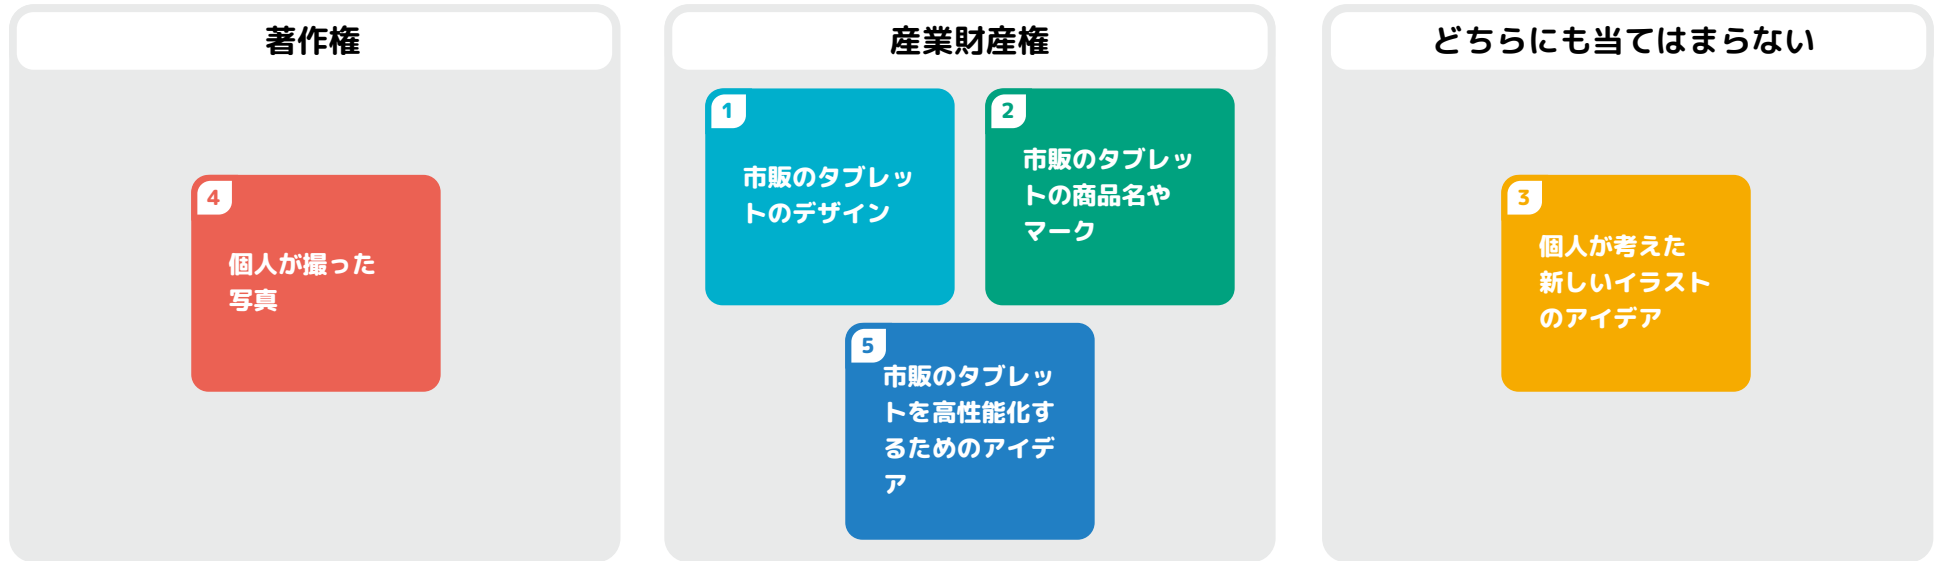 著作権
4
個人が撮った
写真
産業財産権
1
市販のタブレッ
トのデザイン
2
市販のタブレッ
トの商品名や
マーク
5
市販のタブレッ
トを高性能化す
るためのアイデ
ア
どちらにも当てはまらない
3
個人が考えた
新しいイラスト
のアイデア